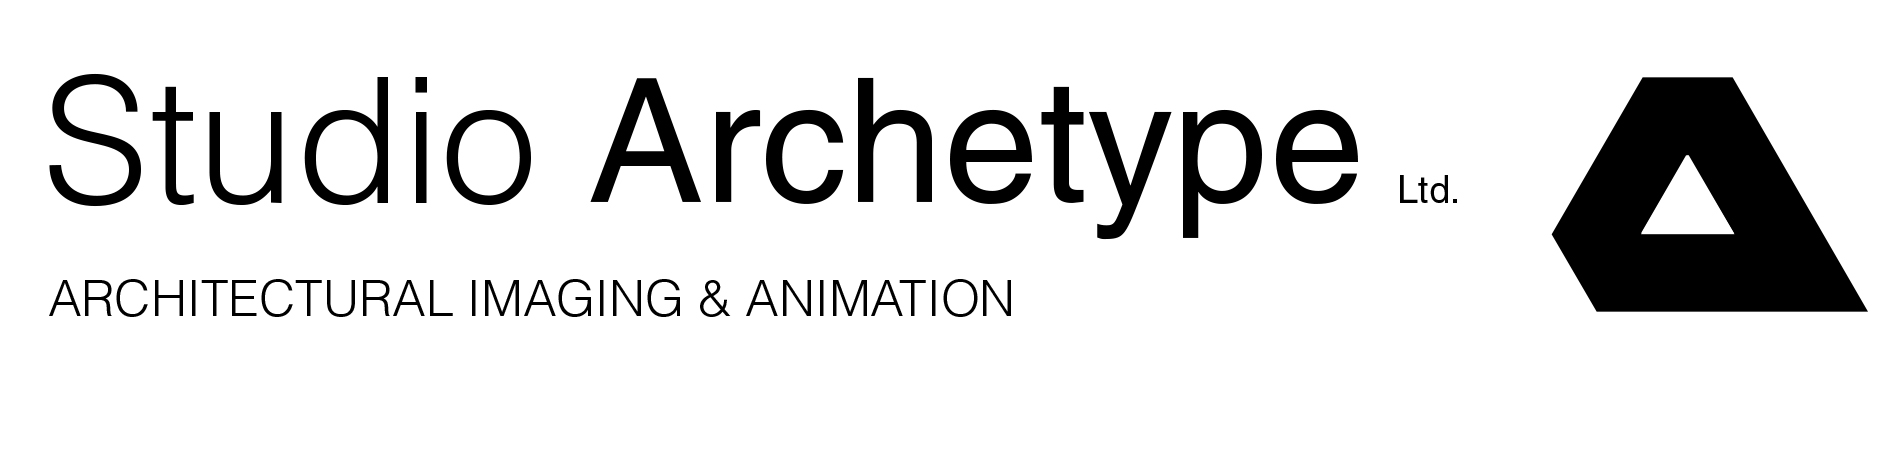 Studio Archetype Ltd.
ARCHITECTURAL IMAGING & ANIMATION